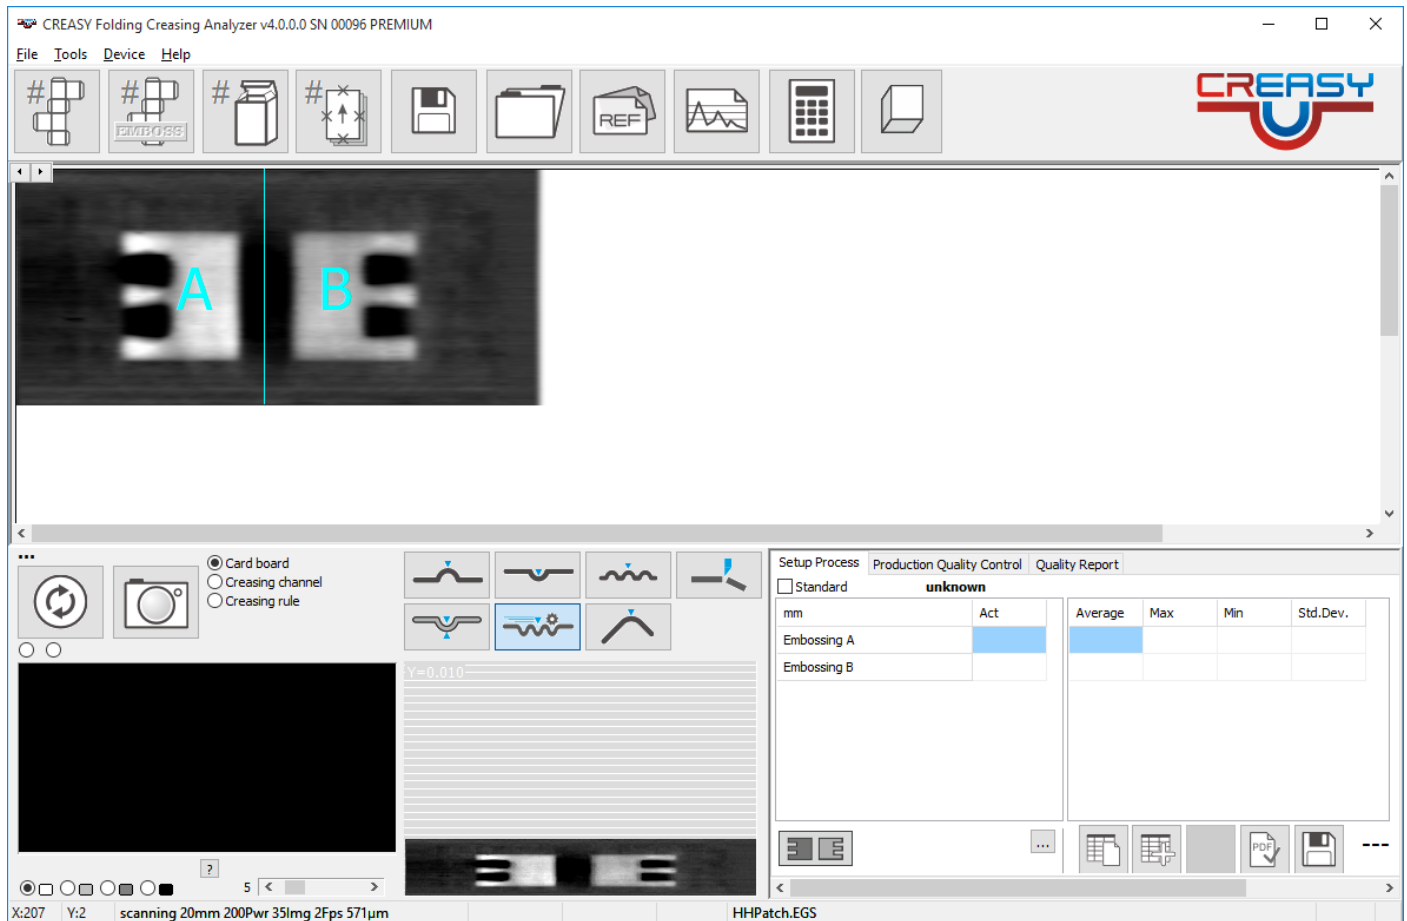 CREASY Folding Creasing Analyzer v4.0.0.0 SN 00096 PREMIUM
File Tools Device Help
# # EMBOSS # # REF CREASY
A B
...
Card board
Creasing channel
Creasing rule
Y=0.010
?
5
Setup Process Production Quality Control Quality Report
Standard unknown
mm Act Average Max Min Std.Dev.
Embossing A
Embossing B
... PDF ---
X:207 Y:2 scanning 20mm 200Pwr 35Img 2Fps 571µm HHPatch.EGS